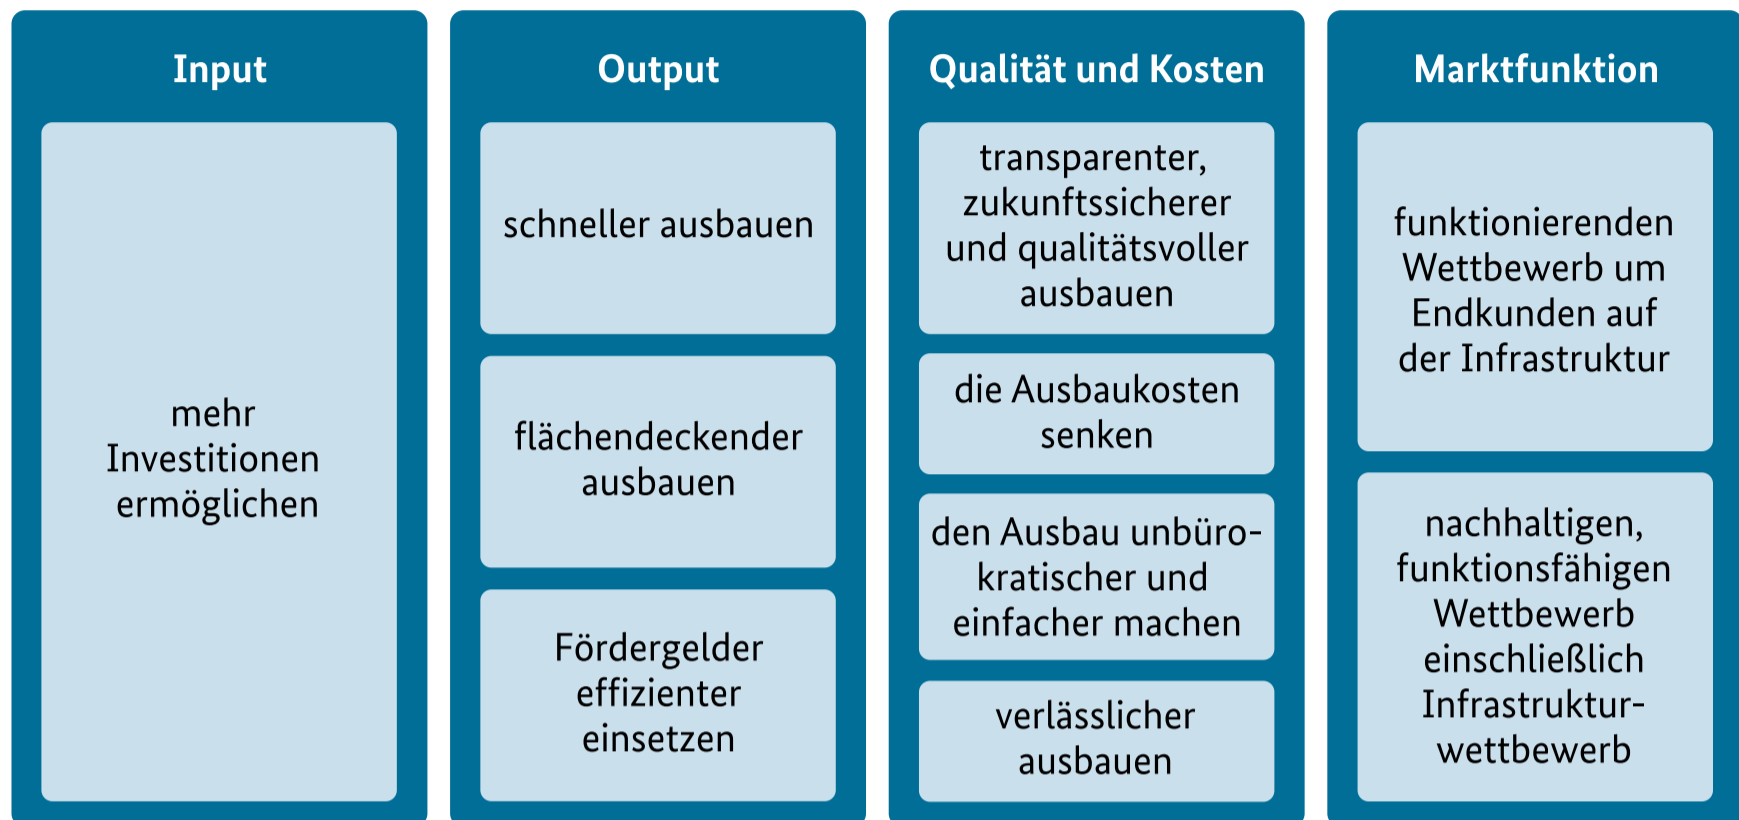 Input
mehr
Investitionen
ermöglichen
Output
schneller ausbauen
flächendeckender
ausbauen
Fördergelder
effizienter
einsetzen
Qualität und Kosten
transparenter,
zukunftssicherer
und qualitätsvoller
ausbauen
die Ausbaukosten
senken
den Ausbau unbüro-
kratischer und
einfacher machen
verlässlicher
ausbauen
Marktfunktion
funktionierenden
Wettbewerb um
Endkunden auf
der Infrastruktur
nachhaltigen,
funktionsfähigen
Wettbewerb
einschließlich
Infrastruktur-
wettbewerb